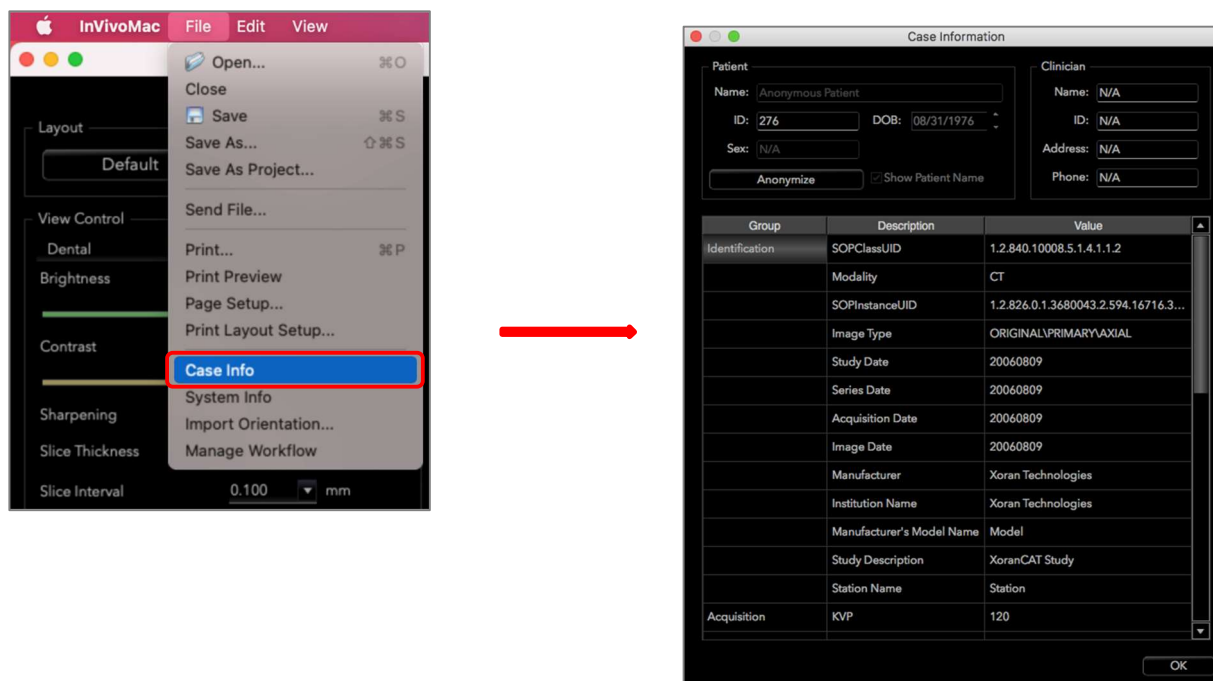 InVivoMac File Edit View
Open... ⌘O
Close
Save ⌘S
Save As... ⇧⌘S
Save As Project...
Send File...
Print... ⌘P
Print Preview
Page Setup...
Print Layout Setup...
Case Info
System Info
Import Orientation...
Manage Workflow
Layout
Default
View Control
Dental
Brightness
Contrast
Sharpening
Slice Thickness
Slice Interval 0.100 mm
Case Information
Patient
Name: Anonymous Patient
ID: 276 DOB: 08/31/1976
Sex: N/A
Anonymize Show Patient Name
Clinician
Name: N/A
ID: N/A
Address: N/A
Phone: N/A
Group Description Value
Identification SOPClassUID 1.2.840.10008.5.1.4.1.1.2
Modality CT
SOPInstanceUID 1.2.826.0.1.3680043.2.594.16716.3...
Image Type ORIGINAL\PRIMARY\AXIAL
Study Date 20060809
Series Date 20060809
Acquisition Date 20060809
Image Date 20060809
Manufacturer Xoran Technologies
Institution Name Xoran Technologies
Manufacturer's Model Name Model
Study Description XoranCAT Study
Station Name Station
Acquisition KVP 120
OK